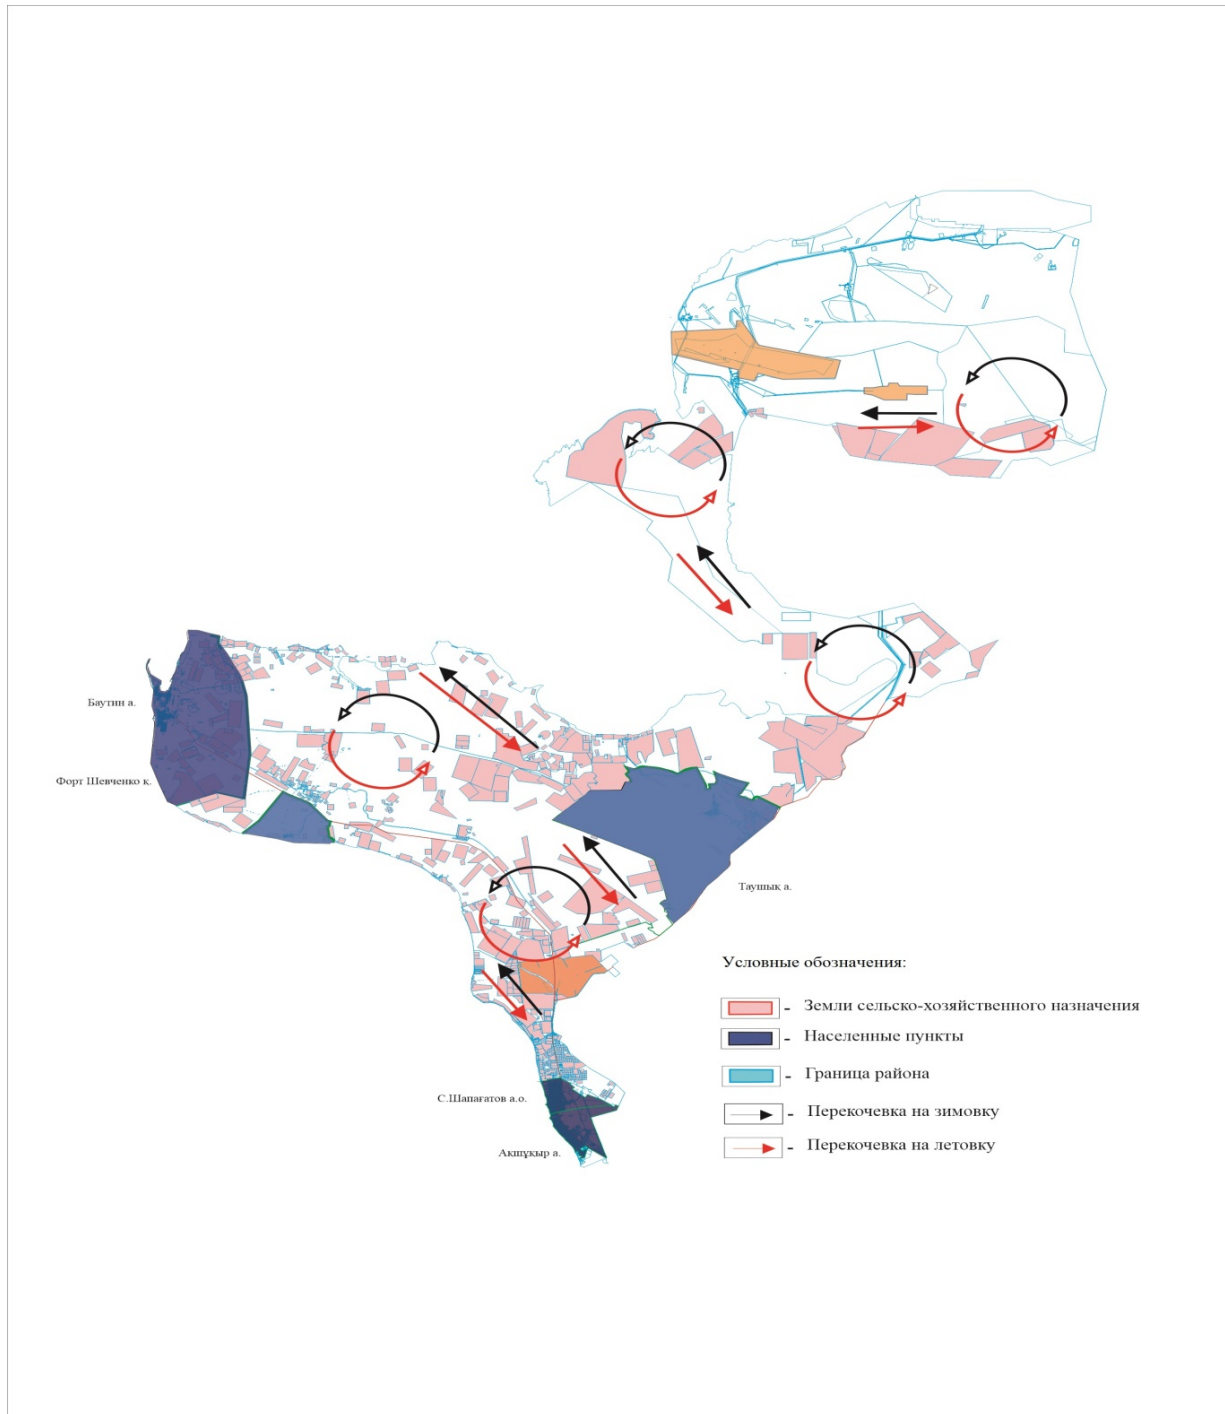 Баутин а.
Форт Шевченко қ.
Таушық а.
Условные обозначения:
- Земли сельско-хозяйственного назначения
- Населенные пункты
- Граница района
С.Шапағатов а.о.
- Перекочевка на зимовку
- Перекочевка на летовку
Ақшұқыр а.